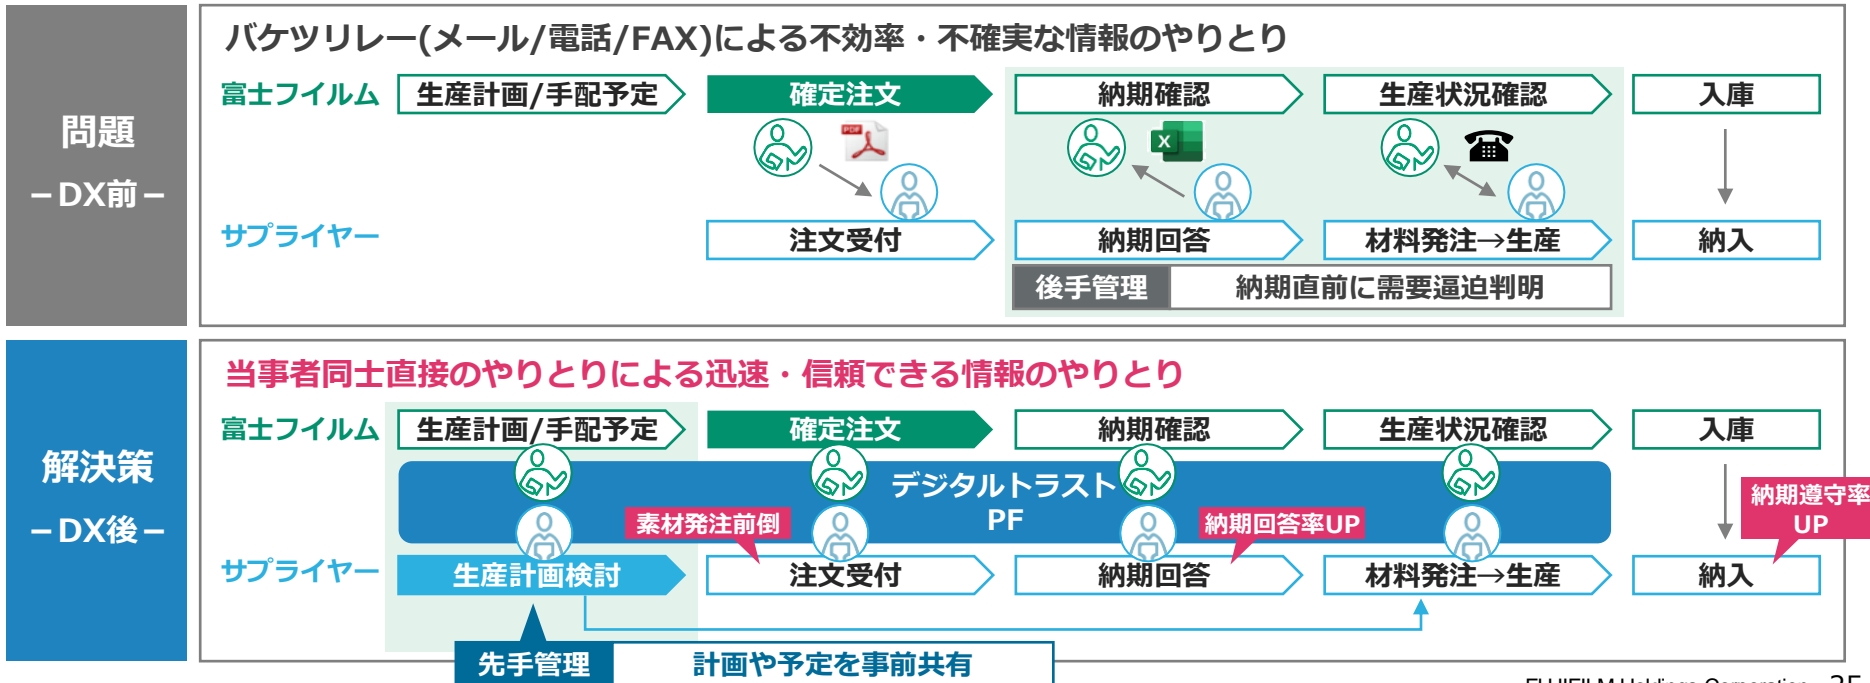 問題
－DX前－
バケツリレー(メール/電話/FAX)による不効率・不確実な情報のやりとり
富士フイルム
生産計画/手配予定
確定注文
納期確認
生産状況確認
入庫
PDF
X
サプライヤー
注文受付
納期回答
材料発注→生産
納入
後手管理
納期直前に需要逼迫判明
解決策
－DX後－
当事者同士直接のやりとりによる迅速・信頼できる情報のやりとり
富士フイルム
生産計画/手配予定
確定注文
納期確認
生産状況確認
入庫
デジタルトラスト
PF
素材発注前倒
納期回答率UP
納期遵守率
UP
サプライヤー
生産計画検討
注文受付
納期回答
材料発注→生産
納入
先手管理
計画や予定を事前共有
FUJIFILM Holdings Corporation